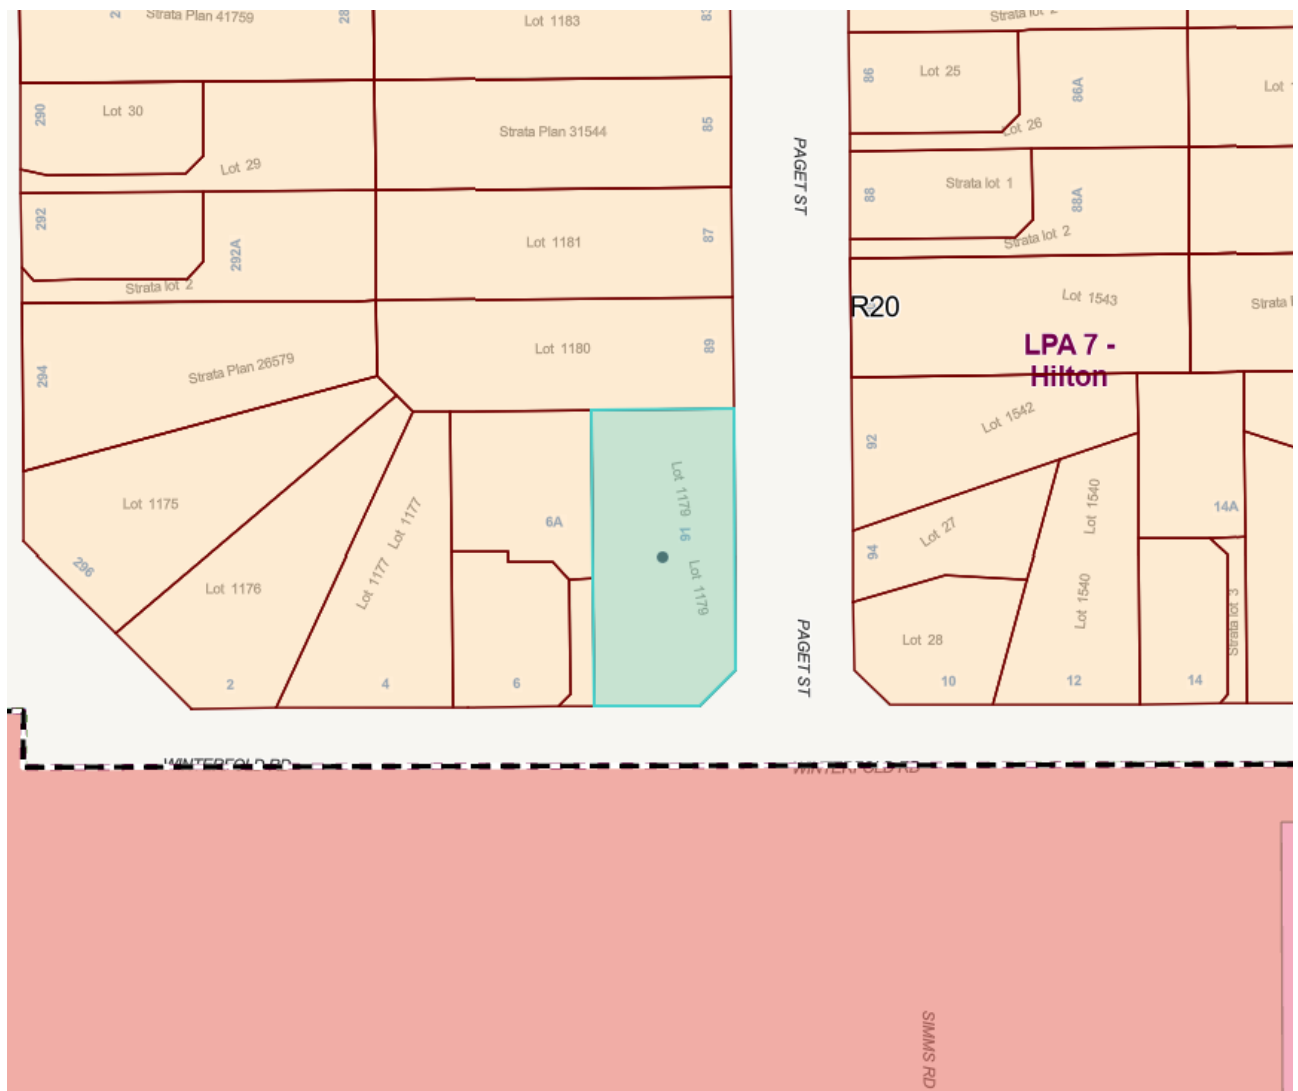 Strata Plan 41759
Lot 1183
86
Lot 25
86A
290
Lot 30
Strata Plan 31544
85
Lot 26
Lot 29
PAGET ST
88
Strata lot 1
88A
292
292A
Lot 1181
87
Strata lot 2
Strata lot 2
Lot 1543
R20
LPA 7 -
Hilton
Lot 1180
89
294
Strata Plan 26579
92
Lot 1542
Lot 1175
Lot 1177
6A
Lot 1179
91
Lot 1540
14A
Lot 27
94
296
Lot 1176
Lot 1177
Lot 1179
Lot 1540
Strata lot 3
Lot 28
PAGET ST
2
4
6
10
12
14
WINTERFOLD RD
WINTERFOLD RD
SIMMS RD